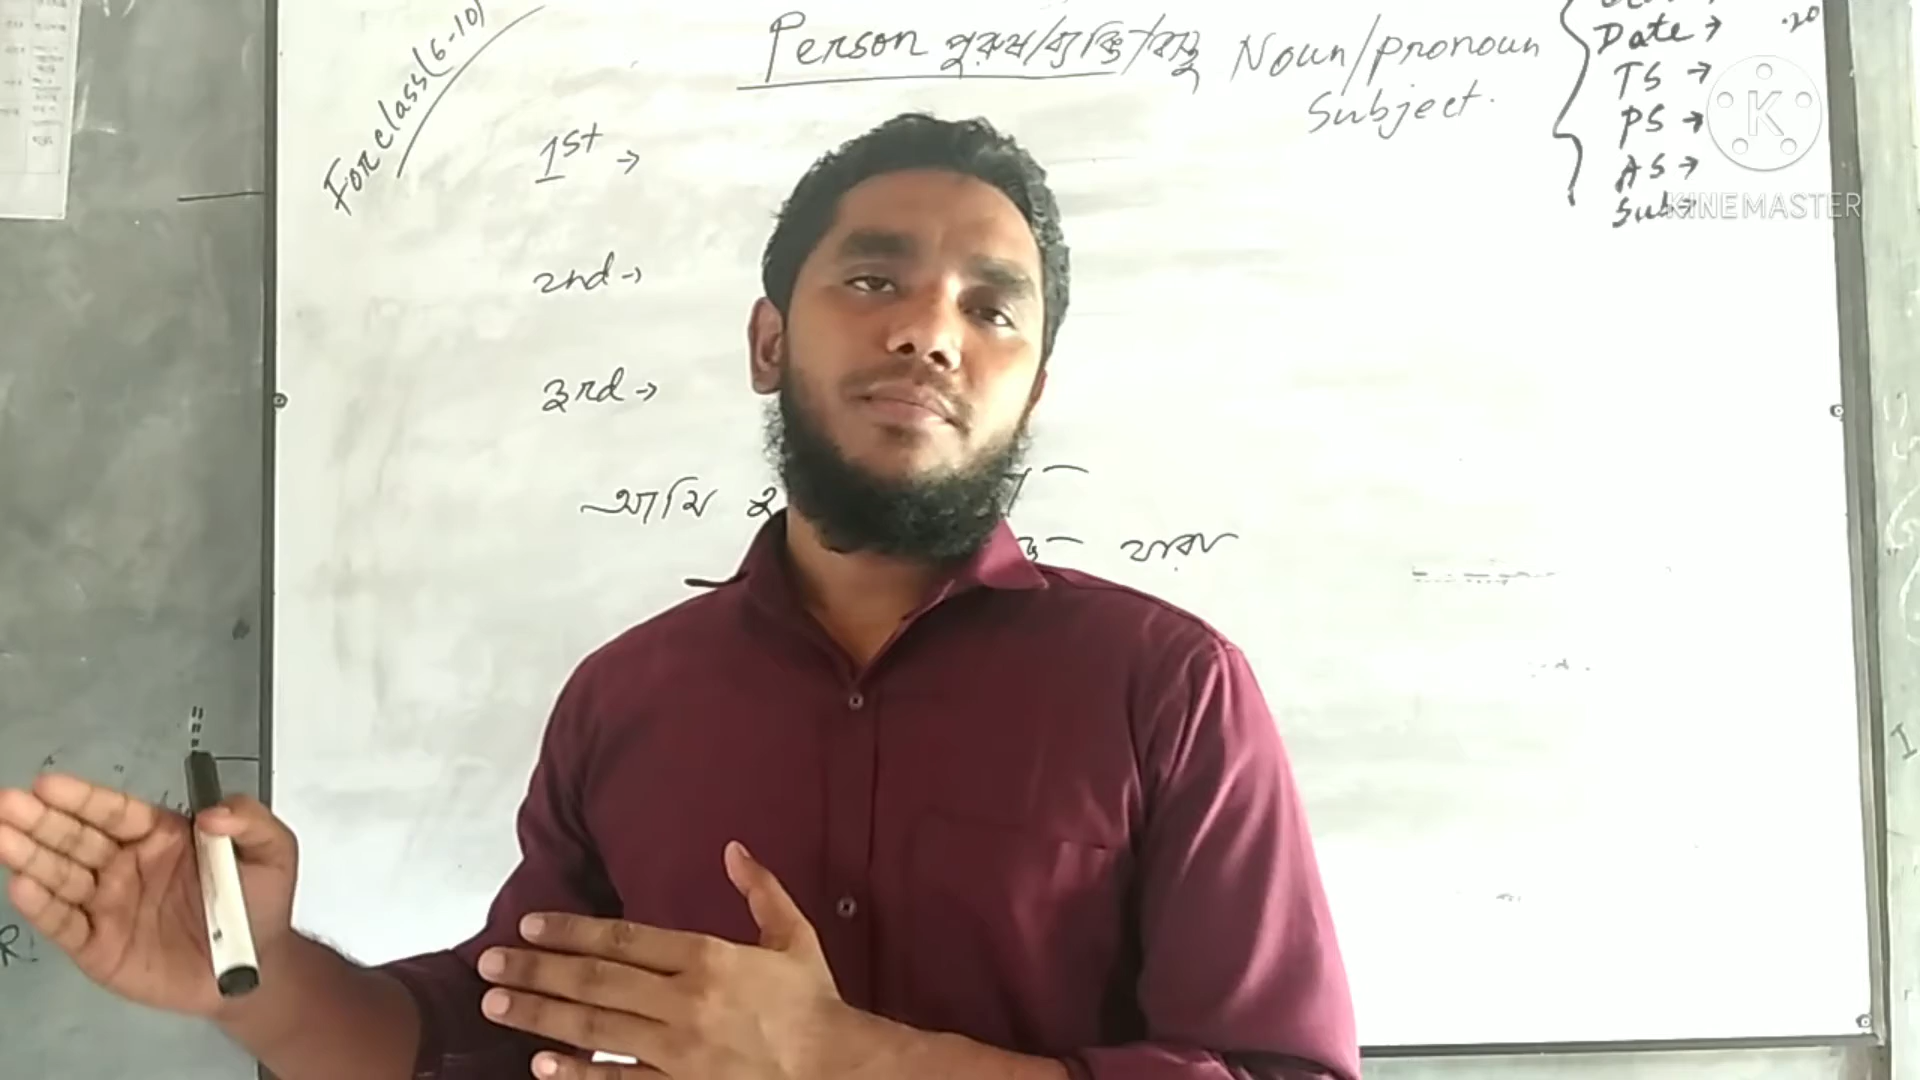 For class (6-10)
Person পুরুষ/ব্যক্তি/বস্তু Noun/pronoun
Subject.
1st →
2nd →
3rd →
আমি
যারা
Date →
TS →
PS →
AS →
Sub →
KINEMASTER